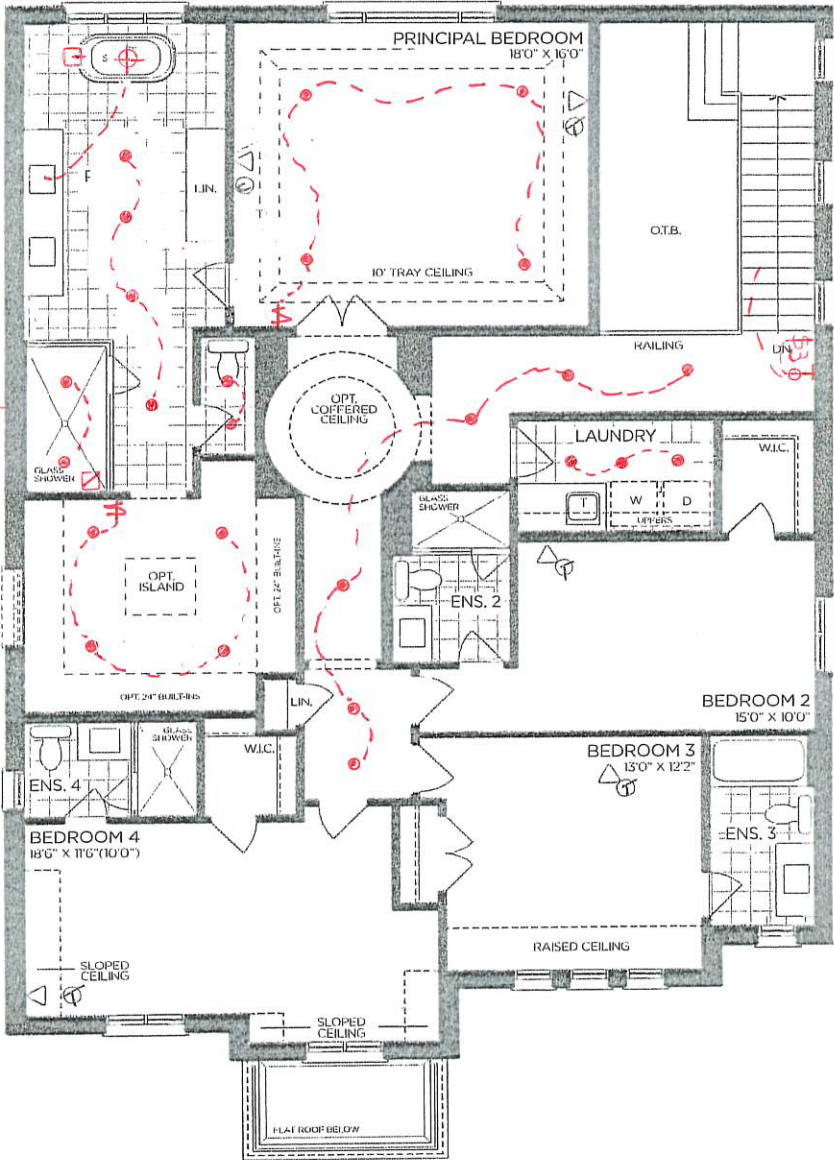 PRINCIPAL BEDROOM
18'0" X 16'0"
S
LIN.
O.T.B.
10' TRAY CEILING
RAILING
DN
$3
OPT.
COFFERED
CEILING
LAUNDRY
W.I.C.
GLASS
SHOWER
GLASS
SHOWER
T
W
D
UPPERS
OPT.
ISLAND
OPT. 24" BUILT-INS
ENS. 2
OPT. 24" BUILT-INS
LIN.
BEDROOM 2
15'0" X 10'0"
GLASS
SHOWER
W.I.C.
BEDROOM 3
13'0" X 12'2"
ENS. 4
ENS. 3
BEDROOM 4
18'6" X 11'6"(10'0")
RAISED CEILING
SLOPED
CEILING
SLOPED
CEILING
FLAT ROOF BELOW